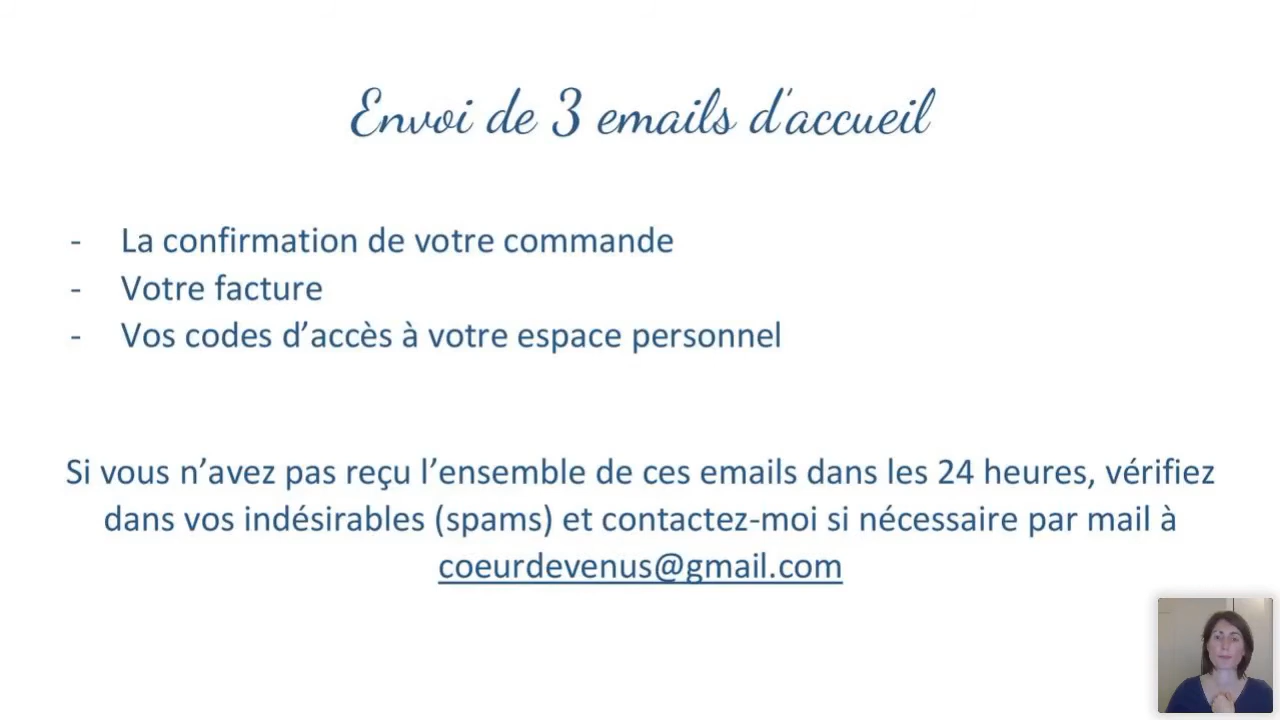 Envoi de 3 emails d'accueil
- La confirmation de votre commande
- Votre facture
- Vos codes d’accès à votre espace personnel
Si vous n’avez pas reçu l’ensemble de ces emails dans les 24 heures, vérifiez
dans vos indésirables (spams) et contactez-moi si nécessaire par mail à
coeurdevenus@gmail.com